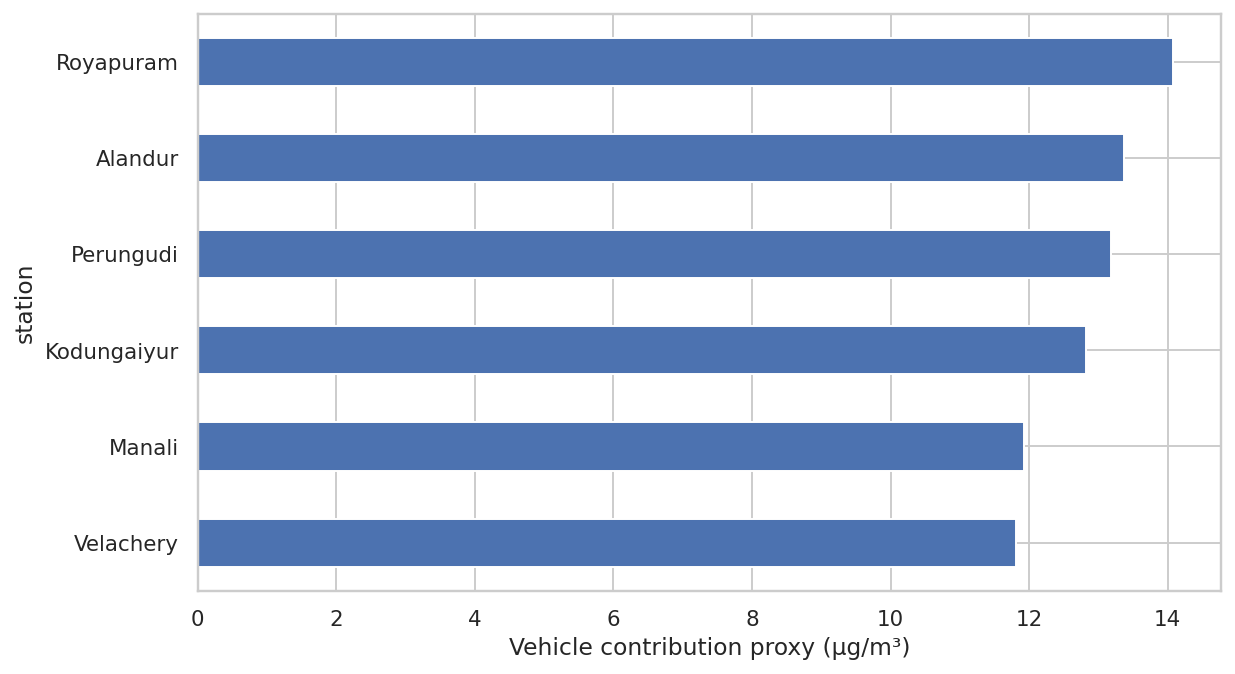 Royapuram
Alandur
Perungudi
Kodungaiyur
Manali
Velachery
station
0 2 4 6 8 10 12 14
Vehicle contribution proxy (µg/m³)